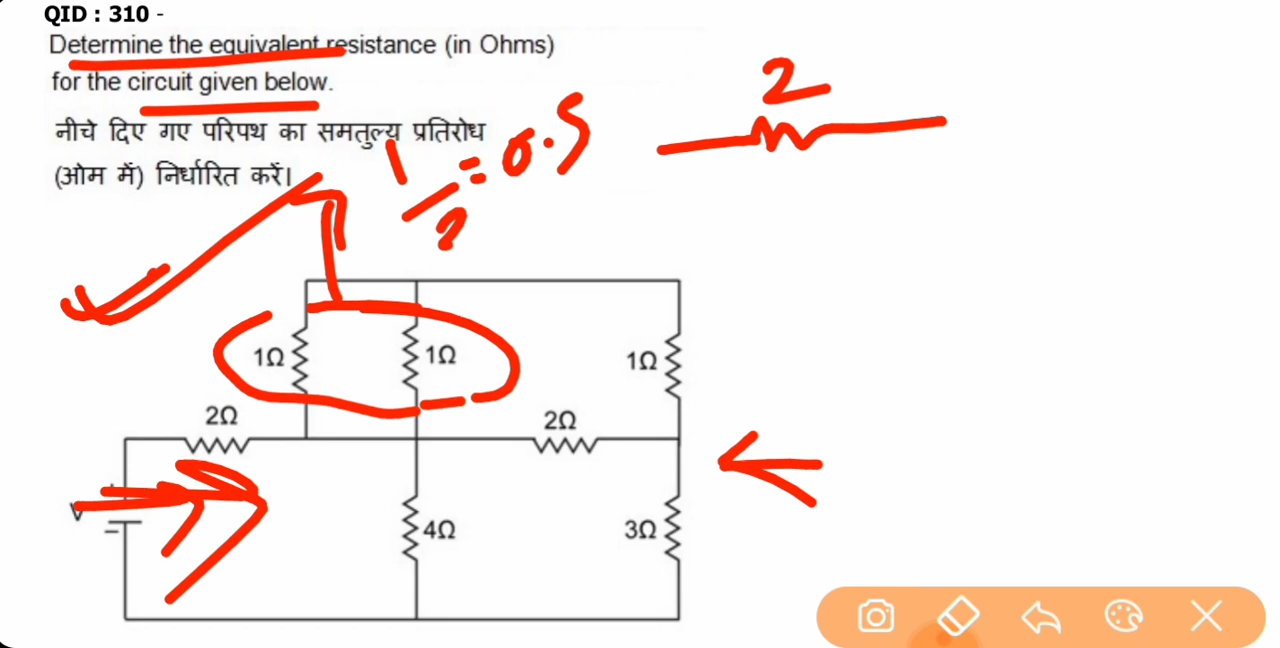 QID : 310 -
Determine the equivalent resistance (in Ohms)
for the circuit given below.
नीचे दिए गए परिपथ का समतुल्य प्रतिरोध
(ओम में) निर्धारित करें।
2
1/2 = 0.5
1Ω
1Ω
1Ω
2Ω
2Ω
V
4Ω
3Ω